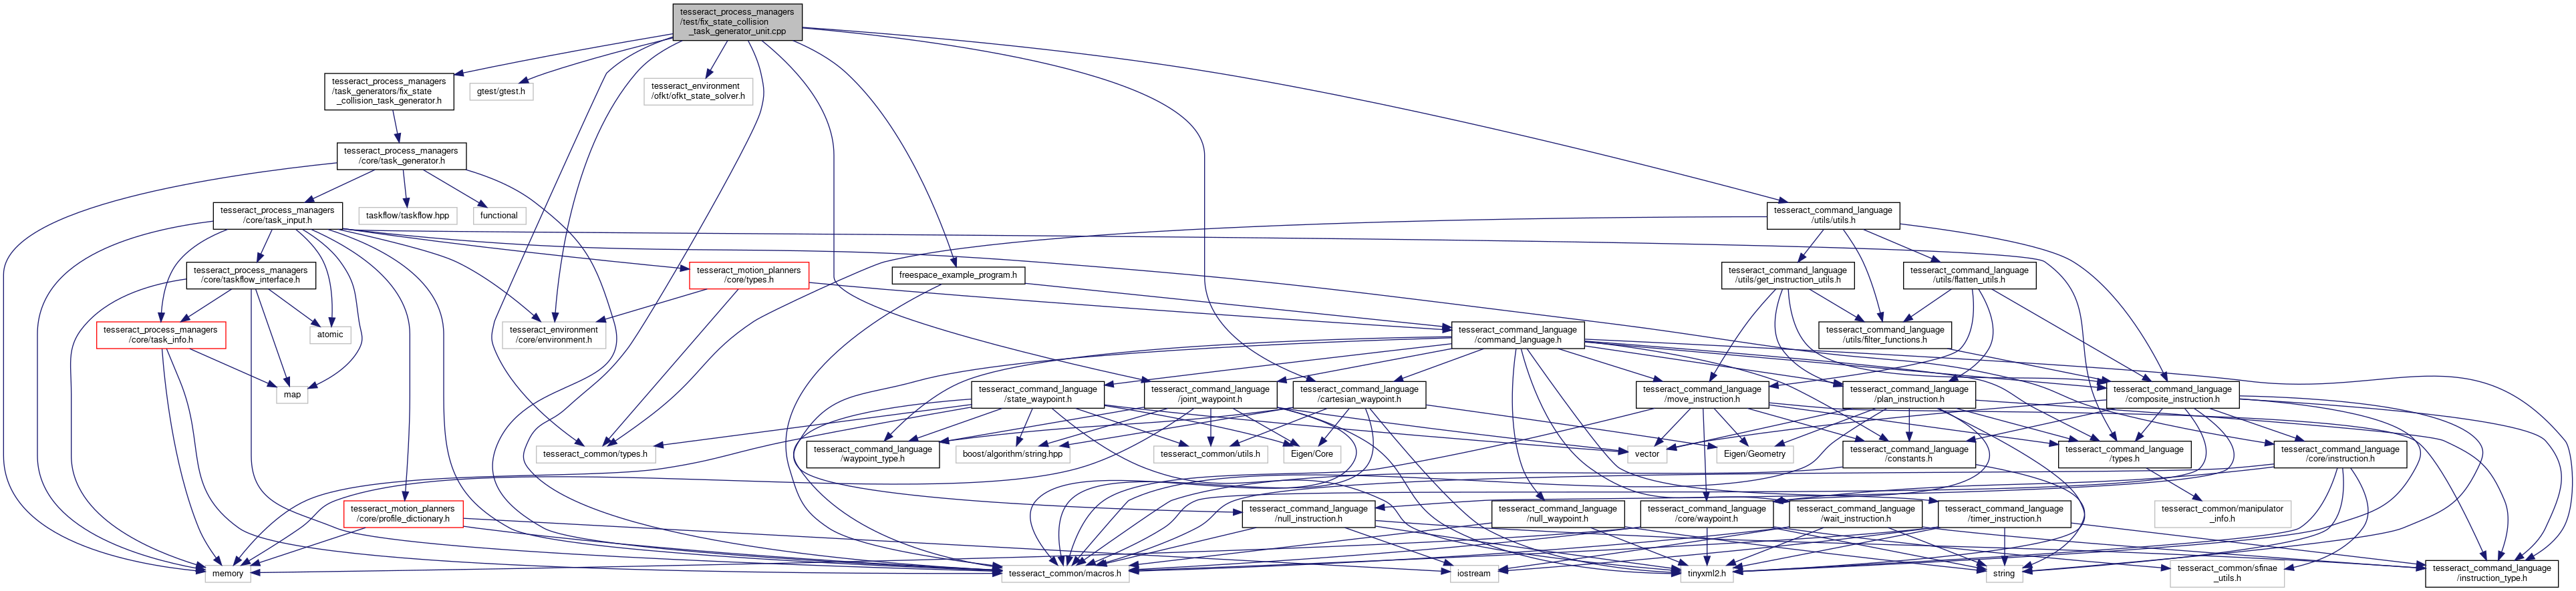 tesseract_process_managers
/test/fix_state_collision
_task_generator_unit.cpp
tesseract_process_managers
/task_generators/fix_state
_collision_task_generator.h
gtest/gtest.h
tesseract_environment
/ofkt/ofkt_state_solver.h
tesseract_process_managers
/core/task_generator.h
tesseract_process_managers
/core/task_input.h
taskflow/taskflow.hpp
functional
tesseract_command_language
/utils/utils.h
tesseract_process_managers
/core/taskflow_interface.h
tesseract_motion_planners
/core/types.h
freespace_example_program.h
tesseract_command_language
/utils/get_instruction_utils.h
tesseract_command_language
/utils/flatten_utils.h
tesseract_process_managers
/core/task_info.h
atomic
tesseract_environment
/core/environment.h
tesseract_command_language
/command_language.h
tesseract_command_language
/utils/filter_functions.h
map
tesseract_command_language
/state_waypoint.h
tesseract_command_language
/joint_waypoint.h
tesseract_command_language
/cartesian_waypoint.h
tesseract_command_language
/move_instruction.h
tesseract_command_language
/plan_instruction.h
tesseract_command_language
/composite_instruction.h
tesseract_common/types.h
tesseract_command_language
/waypoint_type.h
boost/algorithm/string.hpp
tesseract_common/utils.h
Eigen/Core
vector
Eigen/Geometry
tesseract_command_language
/constants.h
tesseract_command_language
/types.h
tesseract_command_language
/core/instruction.h
tesseract_motion_planners
/core/profile_dictionary.h
tesseract_command_language
/null_instruction.h
tesseract_command_language
/null_waypoint.h
tesseract_command_language
/core/waypoint.h
tesseract_command_language
/wait_instruction.h
tesseract_command_language
/timer_instruction.h
tesseract_common/manipulator
_info.h
memory
tesseract_common/macros.h
iostream
tinyxml2.h
string
tesseract_common/sfinae
_utils.h
tesseract_command_language
/instruction_type.h